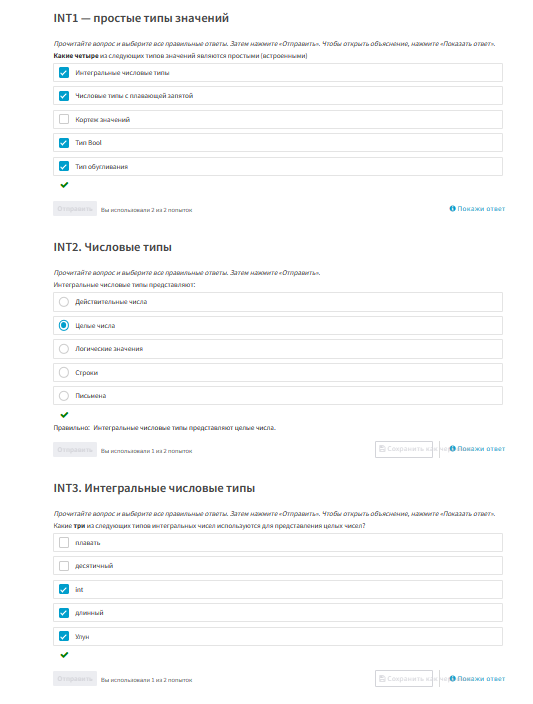 INT1 — простые типы значений
Прочитайте вопрос и выберите все правильные ответы. Затем нажмите «Отправить». Чтобы открыть объяснение, нажмите «Показать ответ».
Какие четыре из следующих типов значений являются простыми (встроенными)
Интегральные числовые типы
Числовые типы с плавающей запятой
Кортеж значений
Тип Bool
Тип обугливания
Отправить
Вы использовали 2 из 2 попыток
Покажи ответ
INT2. Числовые типы
Прочитайте вопрос и выберите все правильные ответы. Затем нажмите «Отправить».
Интегральные числовые типы представляют:
Действительные числа
Целые числа
Логические значения
Строки
Письмена
Правильно: Интегральные числовые типы представляют целые числа.
Отправить
Вы использовали 1 из 2 попыток
Сохранить как че
Покажи ответ
INT3. Интегральные числовые типы
Прочитайте вопрос и выберите все правильные ответы. Затем нажмите «Отправить». Чтобы открыть объяснение, нажмите «Показать ответ».
Какие три из следующих типов интегральных чисел используются для представления целых чисел?
плавать
десятичный
int
длинный
Улун
Отправить
Вы использовали 1 из 2 попыток
Сохранить как че
Покажи ответ